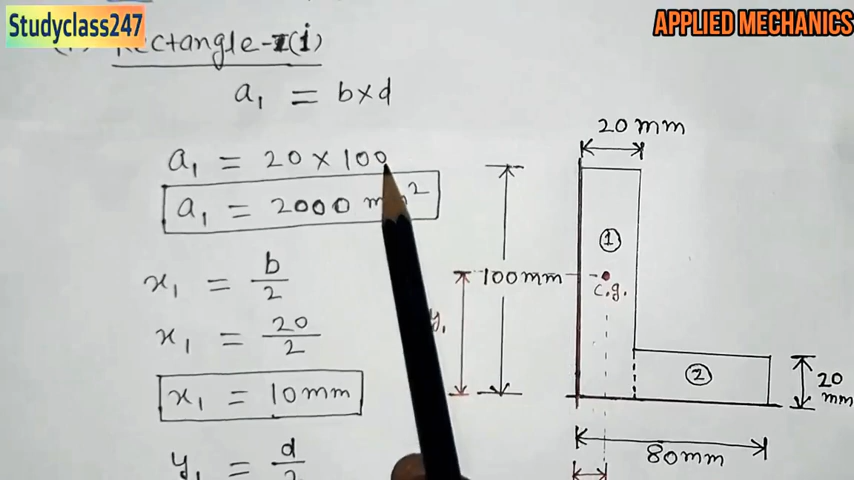 Studyclass247
APPLIED MECHANICS
Rectangle-(i)
a₁ = b×d
a₁ = 20 × 100
a₁ = 2000
x₁ = b/2
x₁ = 20/2
x₁ = 10mm
y₁ = d/2
20 mm
1
100mm
c.g.
y₁
2
20
mm
80mm